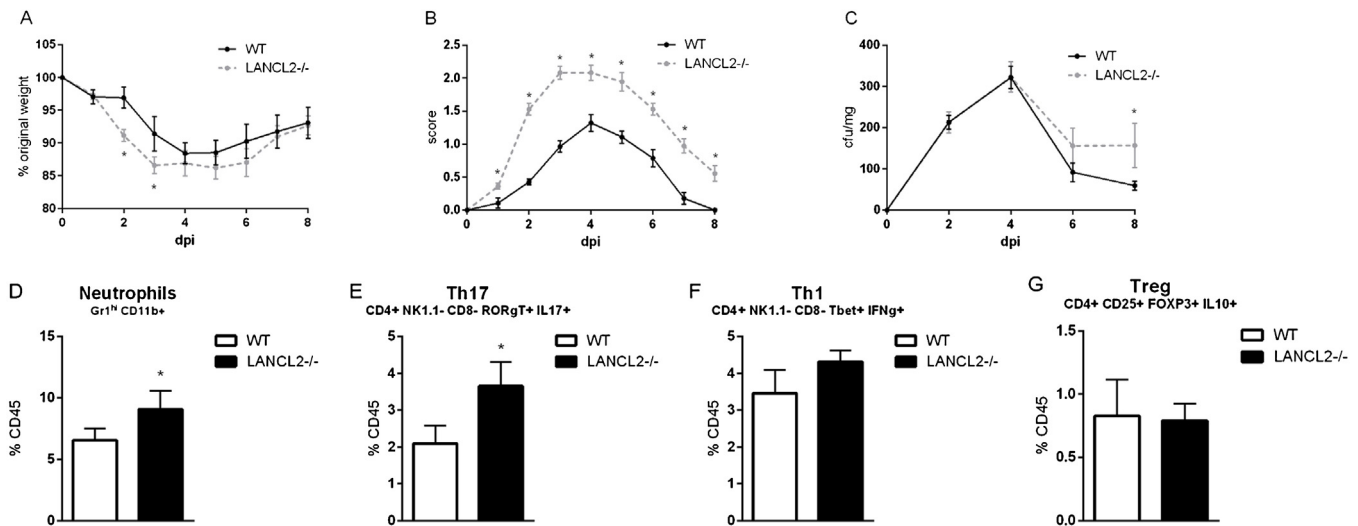 A
105
100
95
90
85
80
% original weight
0
2
4
6
8
dpi
WT
LANCL2-/-
*
*
B
2.5
2.0
1.5
1.0
0.5
0.0
score
0
2
4
6
8
dpi
WT
LANCL2-/-
*
*
*
*
*
*
*
*
C
400
300
200
100
0
cfu/mg
0
2
4
6
8
dpi
WT
LANCL2-/-
*
D
Neutrophils
Gr1hi CD11b+
15
10
5
0
% CD45
*
WT
LANCL2-/-
E
Th17
CD4+ NK1.1- CD8- RORgT+ IL17+
5
4
3
2
1
0
% CD45
*
WT
LANCL2-/-
F
Th1
CD4+ NK1.1- CD8- Tbet+ IFNg+
5
4
3
2
1
0
% CD45
WT
LANCL2-/-
G
Treg
CD4+ CD25+ FOXP3+ IL10+
1.5
1.0
0.5
0.0
% CD45
WT
LANCL2-/-